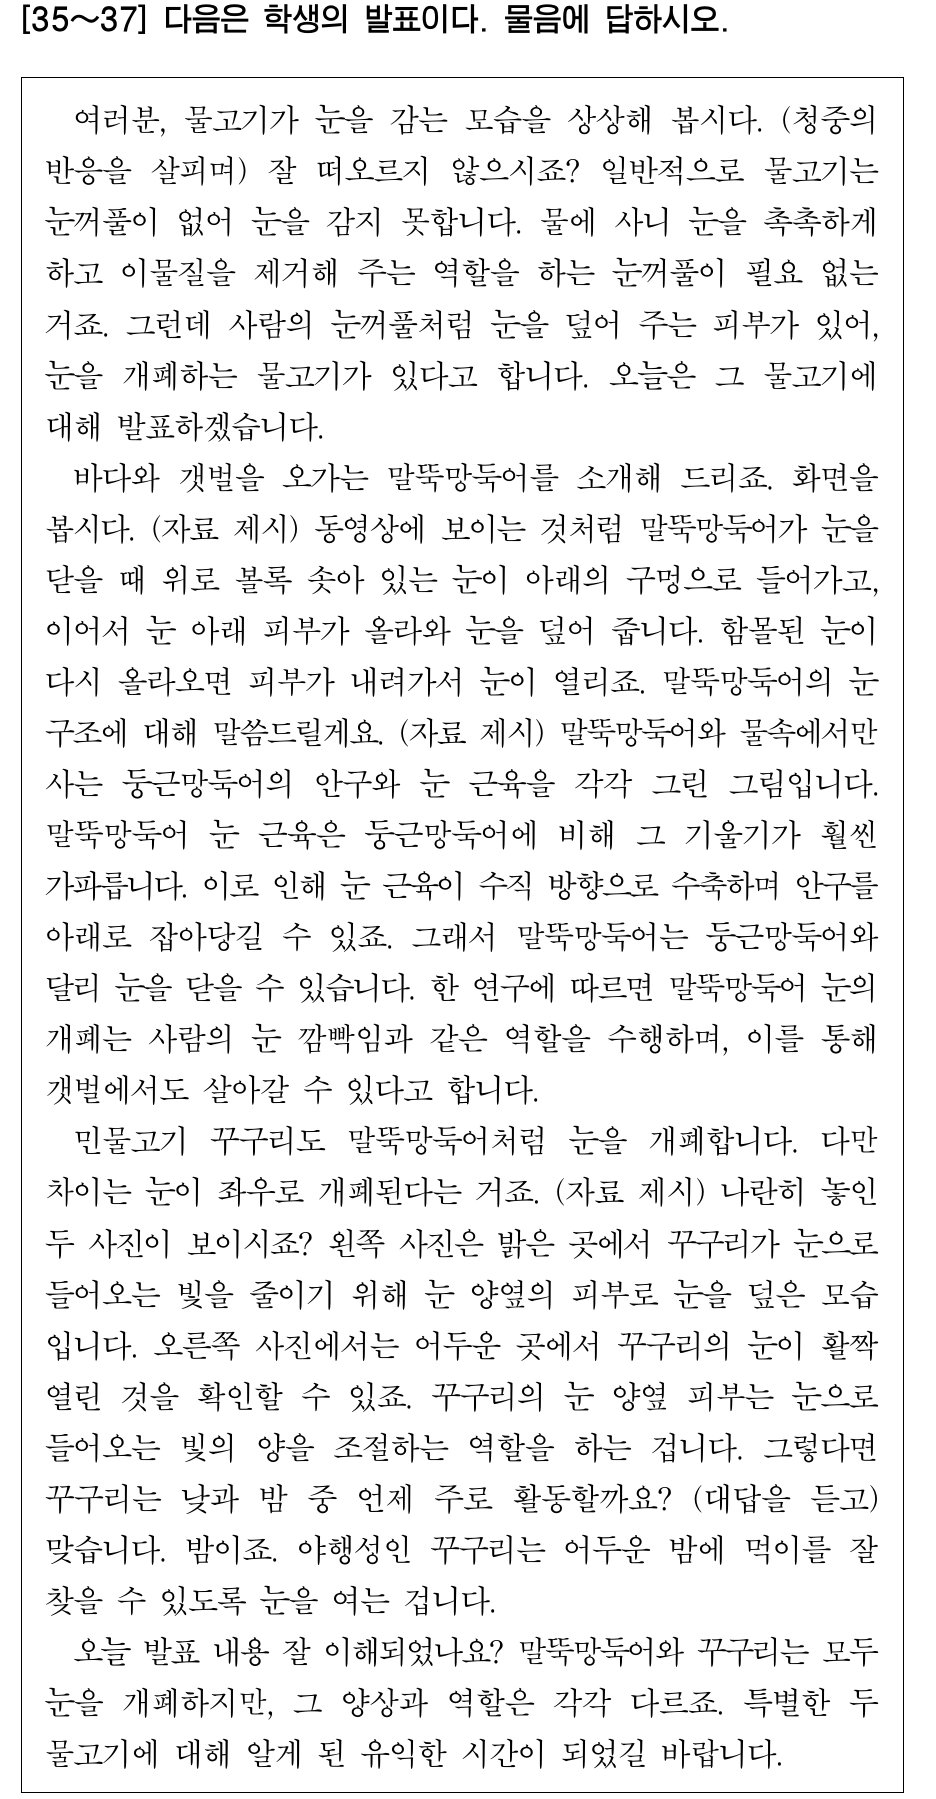 [35～37] 다음은 학생의 발표이다. 물음에 답하시오.
여러분, 물고기가 눈을 감는 모습을 상상해 봅시다. (청중의
반응을 살피며) 잘 떠오르지 않으시죠? 일반적으로 물고기는
눈꺼풀이 없어 눈을 감지 못합니다. 물에 사니 눈을 촉촉하게
하고 이물질을 제거해 주는 역할을 하는 눈꺼풀이 필요 없는
거죠. 그런데 사람의 눈꺼풀처럼 눈을 덮어 주는 피부가 있어,
눈을 개폐하는 물고기가 있다고 합니다. 오늘은 그 물고기에
대해 발표하겠습니다.
바다와 갯벌을 오가는 말뚝망둑어를 소개해 드리죠. 화면을
봅시다. (자료 제시) 동영상에 보이는 것처럼 말뚝망둑어가 눈을
닫을 때 위로 볼록 솟아 있는 눈이 아래의 구멍으로 들어가고,
이어서 눈 아래 피부가 올라와 눈을 덮어 줍니다. 함몰된 눈이
다시 올라오면 피부가 내려가서 눈이 열리죠. 말뚝망둑어의 눈
구조에 대해 말씀드릴게요. (자료 제시) 말뚝망둑어와 물속에서만
사는 둥근망둑어의 안구와 눈 근육을 각각 그린 그림입니다.
말뚝망둑어 눈 근육은 둥근망둑어에 비해 그 기울기가 훨씬
가파릅니다. 이로 인해 눈 근육이 수직 방향으로 수축하며 안구를
아래로 잡아당길 수 있죠. 그래서 말뚝망둑어는 둥근망둑어와
달리 눈을 닫을 수 있습니다. 한 연구에 따르면 말뚝망둑어 눈의
개폐는 사람의 눈 깜빡임과 같은 역할을 수행하며, 이를 통해
갯벌에서도 살아갈 수 있다고 합니다.
민물고기 꾸구리도 말뚝망둑어처럼 눈을 개폐합니다. 다만
차이는 눈이 좌우로 개폐된다는 거죠. (자료 제시) 나란히 놓인
두 사진이 보이시죠? 왼쪽 사진은 밝은 곳에서 꾸구리가 눈으로
들어오는 빛을 줄이기 위해 눈 양옆의 피부로 눈을 덮은 모습
입니다. 오른쪽 사진에서는 어두운 곳에서 꾸구리의 눈이 활짝
열린 것을 확인할 수 있죠. 꾸구리의 눈 양옆 피부는 눈으로
들어오는 빛의 양을 조절하는 역할을 하는 겁니다. 그렇다면
꾸구리는 낮과 밤 중 언제 주로 활동할까요? (대답을 듣고)
맞습니다. 밤이죠. 야행성인 꾸구리는 어두운 밤에 먹이를 잘
찾을 수 있도록 눈을 여는 겁니다.
오늘 발표 내용 잘 이해되었나요? 말뚝망둑어와 꾸구리는 모두
눈을 개폐하지만, 그 양상과 역할은 각각 다르죠. 특별한 두
물고기에 대해 알게 된 유익한 시간이 되었길 바랍니다.